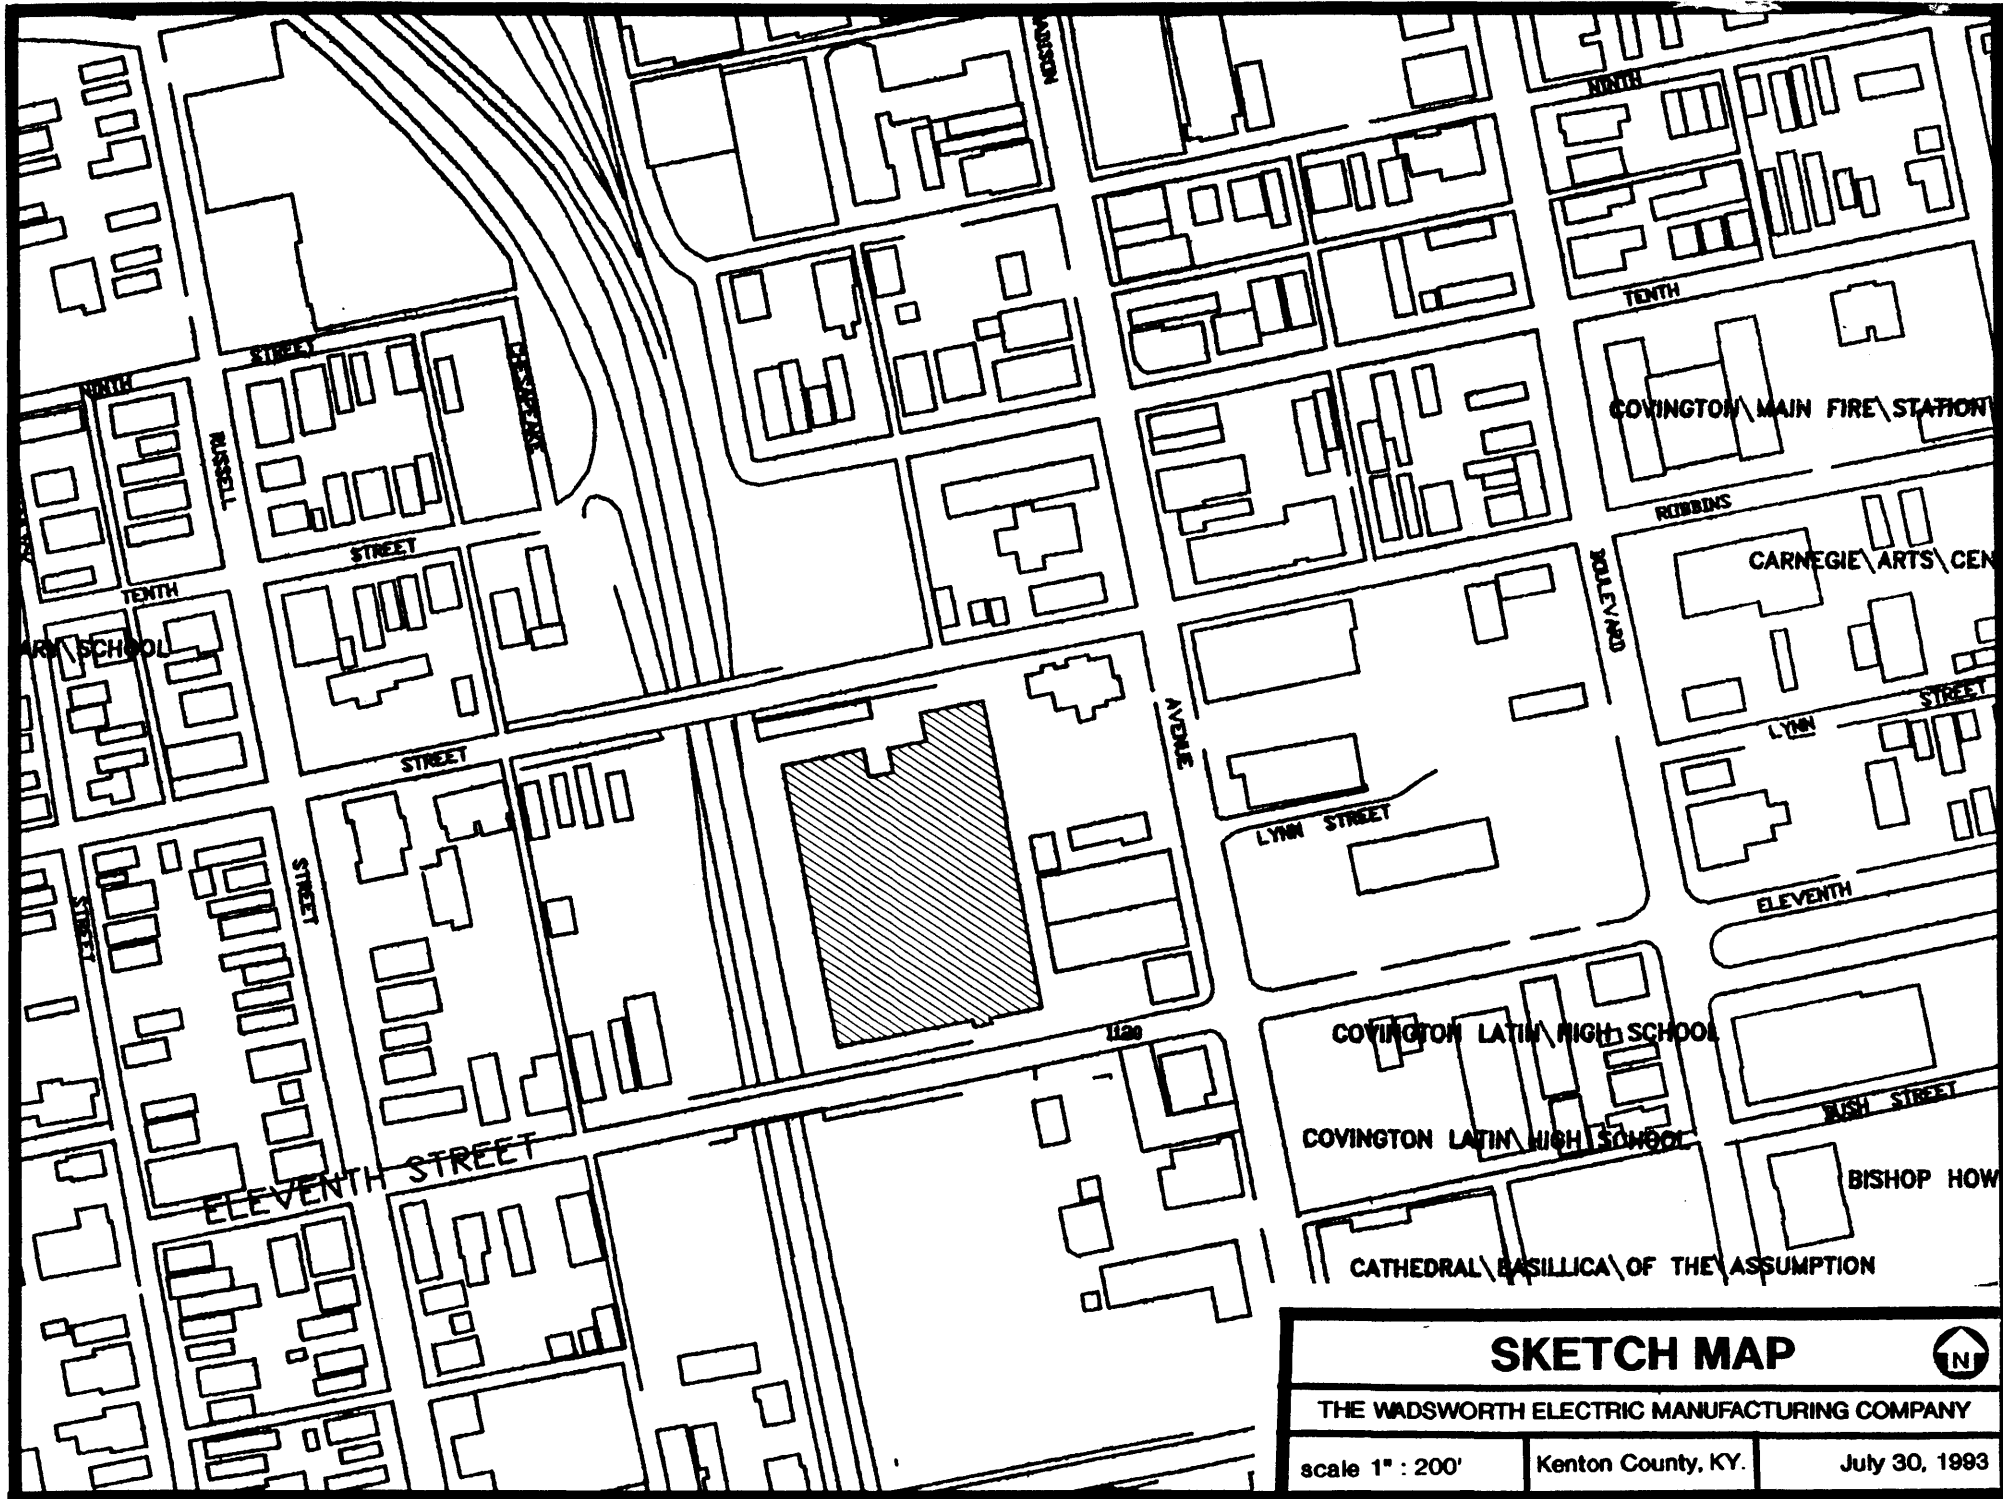 ADISON
NINTH
TENTH
STREET
NINTH
CHESAPEAKE
COVINGTON MAIN FIRE STATION
RUSSELL
ROBBINS
STREET
CARNEGIE ARTS CEN
BOULEVARD
TENTH
ARY SCHOOL
STREET
LYNN
AVENUE
STREET
LYNN STREET
STREET
STREET
ELEVENTH
1120
COVINGTON LATIN HIGH SCHOOL
BUSH STREET
COVINGTON LATIN HIGH SCHOOL
ELEVENTH STREET
BISHOP HOW
CATHEDRAL BASILLICA OF THE ASSUMPTION
SKETCH MAP
N
THE WADSWORTH ELECTRIC MANUFACTURING COMPANY
scale 1" : 200'
Kenton County, KY.
July 30, 1993